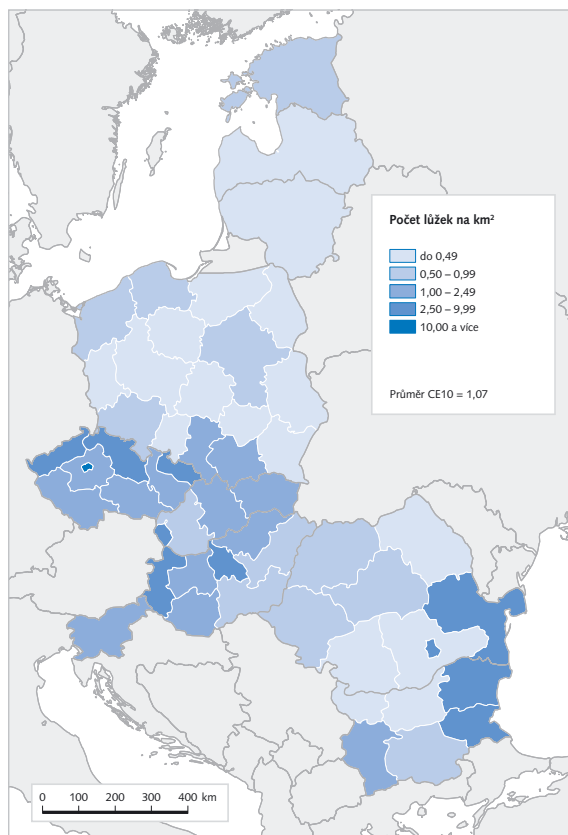 Počet lůžek na km²
do 0,49
0,50 – 0,99
1,00 – 2,49
2,50 – 9,99
10,00 a více
Průměr CE10 = 1,07
0 100 200 300 400 km